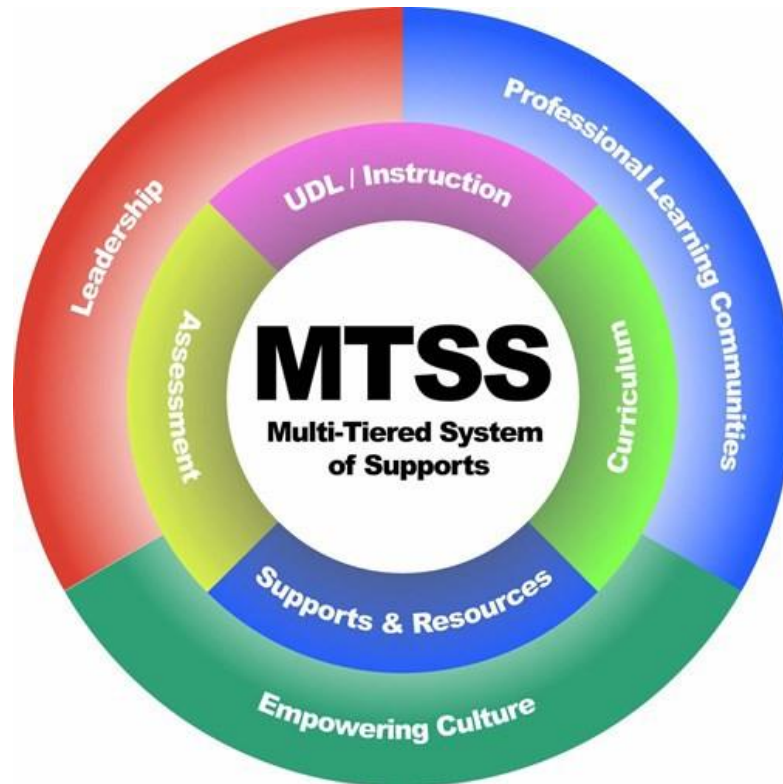 Leadership
Professional Learning Communities
UDL / Instruction
Assessment
Curriculum
MTSS
Multi-Tiered System
of Supports
Supports & Resources
Empowering Culture